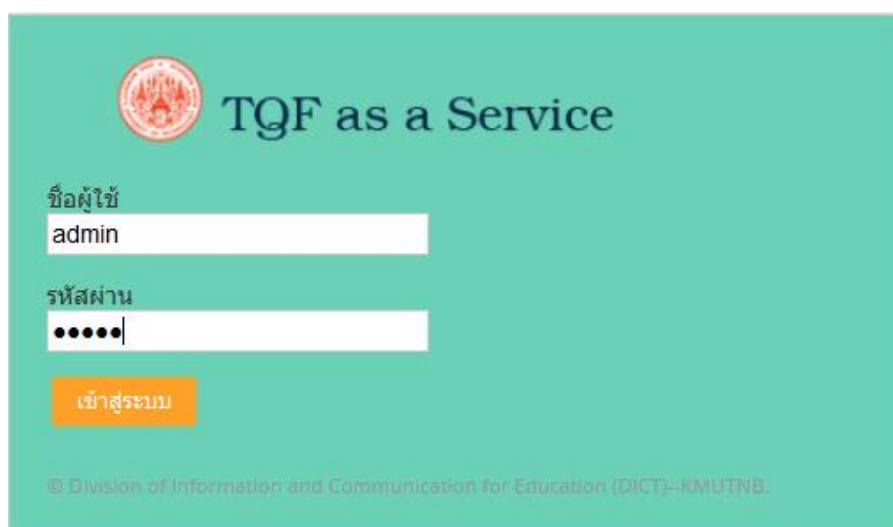 TQF as a Service
ชื่อผู้ใช้
admin
รหัสผ่าน
●●●●●
เข้าสู่ระบบ
© Division of Information and Communication for Education (DICT)--KMUTNB.